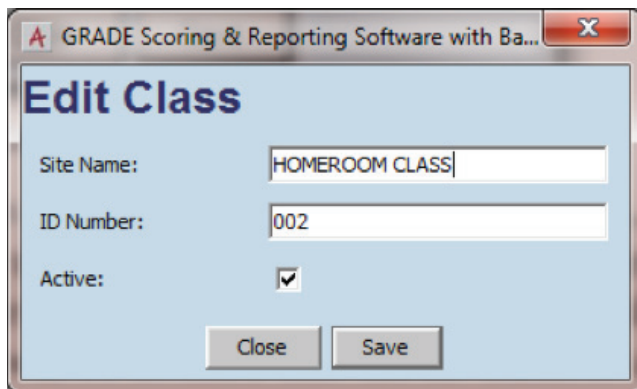 A GRADE Scoring & Reporting Software with Ba... X
Edit Class
Site Name: HOMEROOM CLASS
ID Number: 002
Active:
Close Save